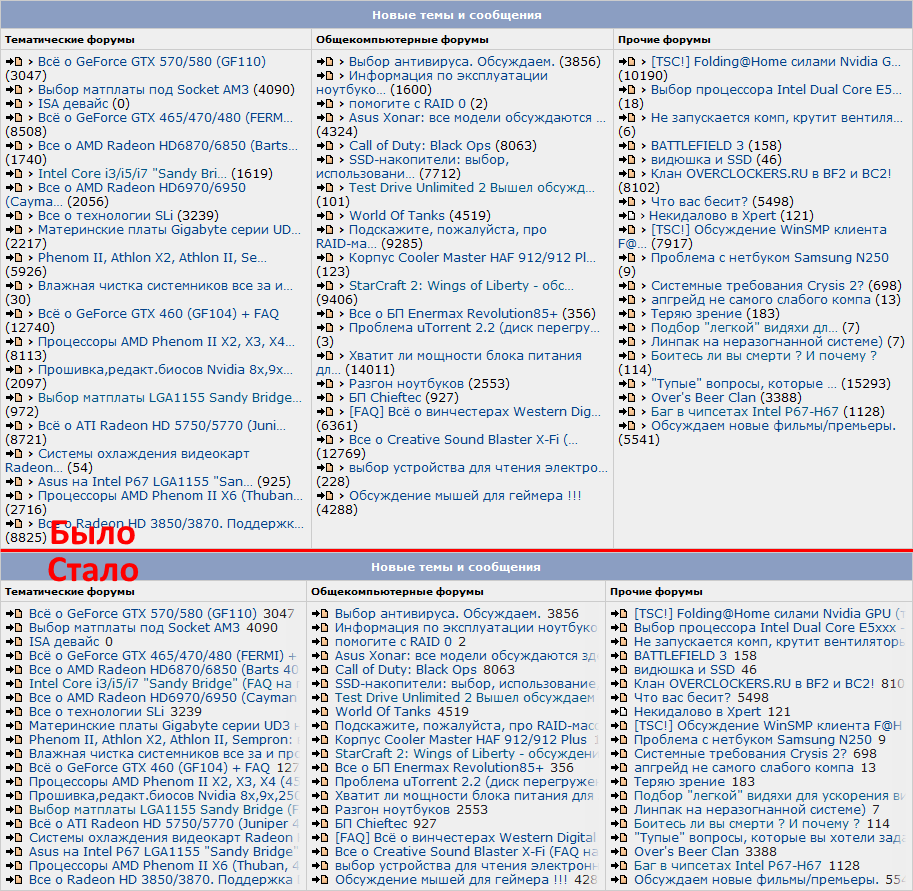 Новые темы и сообщения
Тематические форумы
› Всё о GeForce GTX 570/580 (GF110)
(3047)
› Выбор матплаты под Socket AM3 (4090)
› ISA девайс (0)
› Всё о GeForce GTX 465/470/480 (FERM...
(8508)
› Все о AMD Radeon HD6870/6850 (Barts...
(1740)
› Intel Core i3/i5/i7 "Sandy Bri... (1619)
› Все о AMD Radeon HD6970/6950
(Cayma... (2056)
› Все о технологии SLi (3239)
› Материнские платы Gigabyte серии UD...
(2217)
› Phenom II, Athlon X2, Athlon II, Se...
(5926)
› Влажная чистка системников все за и...
(30)
› Всё о GeForce GTX 460 (GF104) + FAQ
(12740)
› Процессоры AMD Phenom II X2, X3, X4...
(8113)
› Прошивка,редакт.биосов Nvidia 8x,9x...
(2097)
› Выбор матплаты LGA1155 Sandy Bridge...
(972)
› Всё о ATI Radeon HD 5750/5770 (Juni...
(8721)
› Системы охлаждения видеокарт
Radeon... (54)
› Asus на Intel P67 LGA1155 "San... (925)
› Процессоры AMD Phenom II X6 (Thuban...
(2716)
› Все о Radeon HD 3850/3870. Поддержк...
(8825)
Общекомпьютерные форумы
› Выбор антивируса. Обсуждаем. (3856)
› Информация по эксплуатации
ноутбуко... (1600)
› помогите с RAID 0 (2)
› Asus Xonar: все модели обсуждаются ...
(4324)
› Call of Duty: Black Ops (8063)
› SSD-накопители: выбор,
использовани... (7712)
› Test Drive Unlimited 2 Вышел обсужд...
(101)
› World Of Tanks (4519)
› Подскажите, пожалуйста, про
RAID-ма... (9285)
› Корпус Cooler Master HAF 912/912 Pl...
(123)
› StarCraft 2: Wings of Liberty - обс...
(9406)
› Все о БП Enermax Revolution85+ (356)
› Проблема uTorrent 2.2 (диск перегру...
(3)
› Хватит ли мощности блока питания
дл... (14011)
› Разгон ноутбуков (2553)
› БП Chieftec (927)
› [FAQ] Всё о винчестерах Western Dig...
(6361)
› Все о Creative Sound Blaster X-Fi (...
(12769)
› выбор устройства для чтения электро...
(228)
› Обсуждение мышей для геймера !!!
(4288)
Прочие форумы
› [TSC!] Folding@Home силами Nvidia G...
(10190)
› Выбор процессора Intel Dual Core E5...
(18)
› Не запускается комп, крутит вентиля...
(6)
› BATTLEFIELD 3 (158)
› видюшка и SSD (46)
› Клан OVERCLOCKERS.RU в BF2 и BC2!
(8102)
› Что вас бесит? (5498)
› Некидалово в Xpert (121)
› [TSC!] Обсуждение WinSMP клиента
F@... (7917)
› Проблема с нетбуком Samsung N250
(9)
› Системные требования Crysis 2? (698)
› апгрейд не самого слабого компа (13)
› Теряю зрение (183)
› Подбор "легкой" видяхи дл... (7)
› Линпак на неразогнанной системе) (7)
› Боитесь ли вы смерти ? И почему ?
(114)
› "Тупые" вопросы, которые ... (15293)
› Over's Beer Clan (3388)
› Баг в чипсетах Intel P67-H67 (1128)
› Обсуждаем новые фильмы/премьеры.
(5541)
Было
Стало
Новые темы и сообщения
Тематические форумы
Всё о GeForce GTX 570/580 (GF110) 3047
Выбор матплаты под Socket AM3 4090
ISA девайс 0
Всё о GeForce GTX 465/470/480 (FERMI) +
Все о AMD Radeon HD6870/6850 (Barts 40
Intel Core i3/i5/i7 "Sandy Bridge" (FAQ на п
Все о AMD Radeon HD6970/6950 (Cayman
Все о технологии SLi 3239
Материнские платы Gigabyte серии UD3 н
Phenom II, Athlon X2, Athlon II, Sempron:
Влажная чистка системников все за и про
Всё о GeForce GTX 460 (GF104) + FAQ 127
Процессоры AMD Phenom II X2, X3, X4 (45
Прошивка,редакт.биосов Nvidia 8x,9x,250
Выбор матплаты LGA1155 Sandy Bridge (F
Всё о ATI Radeon HD 5750/5770 (Juniper 4
Системы охлаждения видеокарт Radeon
Asus на Intel P67 LGA1155 "Sandy Bridge"
Процессоры AMD Phenom II X6 (Thuban, 4
Все о Radeon HD 3850/3870. Поддержка
Общекомпьютерные форумы
Выбор антивируса. Обсуждаем. 3856
Информация по эксплуатации ноутбуко
помогите с RAID 0 2
Asus Xonar: все модели обсуждаются зд
Call of Duty: Black Ops 8063
SSD-накопители: выбор, использование,
Test Drive Unlimited 2 Вышел обсуждаем
World Of Tanks 4519
Подскажите, пожалуйста, про RAID-масс
Корпус Cooler Master HAF 912/912 Plus 1
StarCraft 2: Wings of Liberty - обсужден
Все о БП Enermax Revolution85+ 356
Проблема uTorrent 2.2 (диск перегруже
Хватит ли мощности блока питания для
Разгон ноутбуков 2553
БП Chieftec 927
[FAQ] Всё о винчестерах Western Digital
Все о Creative Sound Blaster X-Fi (FAQ на
выбор устройства для чтения электронн
Обсуждение мышей для геймера !!! 428
Прочие форумы
[TSC!] Folding@Home силами Nvidia GPU (т
Выбор процессора Intel Dual Core E5xxx -
Не запускается комп, крутит вентиляторы
BATTLEFIELD 3 158
видюшка и SSD 46
Клан OVERCLOCKERS.RU в BF2 и BC2! 810
Что вас бесит? 5498
Некидалово в Xpert 121
[TSC!] Обсуждение WinSMP клиента F@H
Проблема с нетбуком Samsung N250 9
Системные требования Crysis 2? 698
апгрейд не самого слабого компа 13
Теряю зрение 183
Подбор "легкой" видяхи для ускорения ви
Линпак на неразогнанной системе) 7
Боитесь ли вы смерти ? И почему ? 114
"Тупые" вопросы, которые вы хотели зада
Over's Beer Clan 3388
Баг в чипсетах Intel P67-H67 1128
Обсуждаем новые фильмы/премьеры. 554